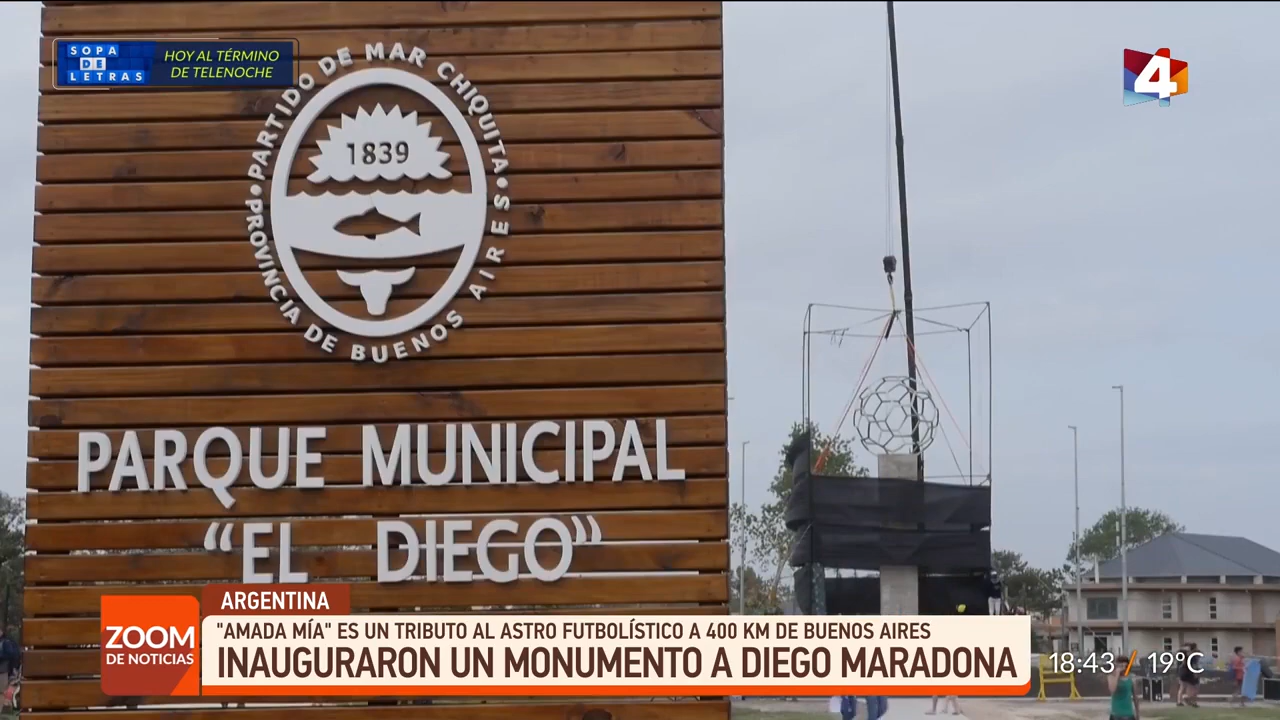 SOPA
DE
LETRAS
HOY AL TÉRMINO
DE TELENOCHE
4
PARTIDO DE MAR CHIQUITA
1839
PROVINCIA DE BUENOS AIRES
PARQUE MUNICIPAL
“EL DIEGO”
ARGENTINA
ZOOM
DE NOTICIAS
"AMADA MÍA" ES UN TRIBUTO AL ASTRO FUTBOLÍSTICO A 400 KM DE BUENOS AIRES
INAUGURARON UN MONUMENTO A DIEGO MARADONA
18:43 / 19°C